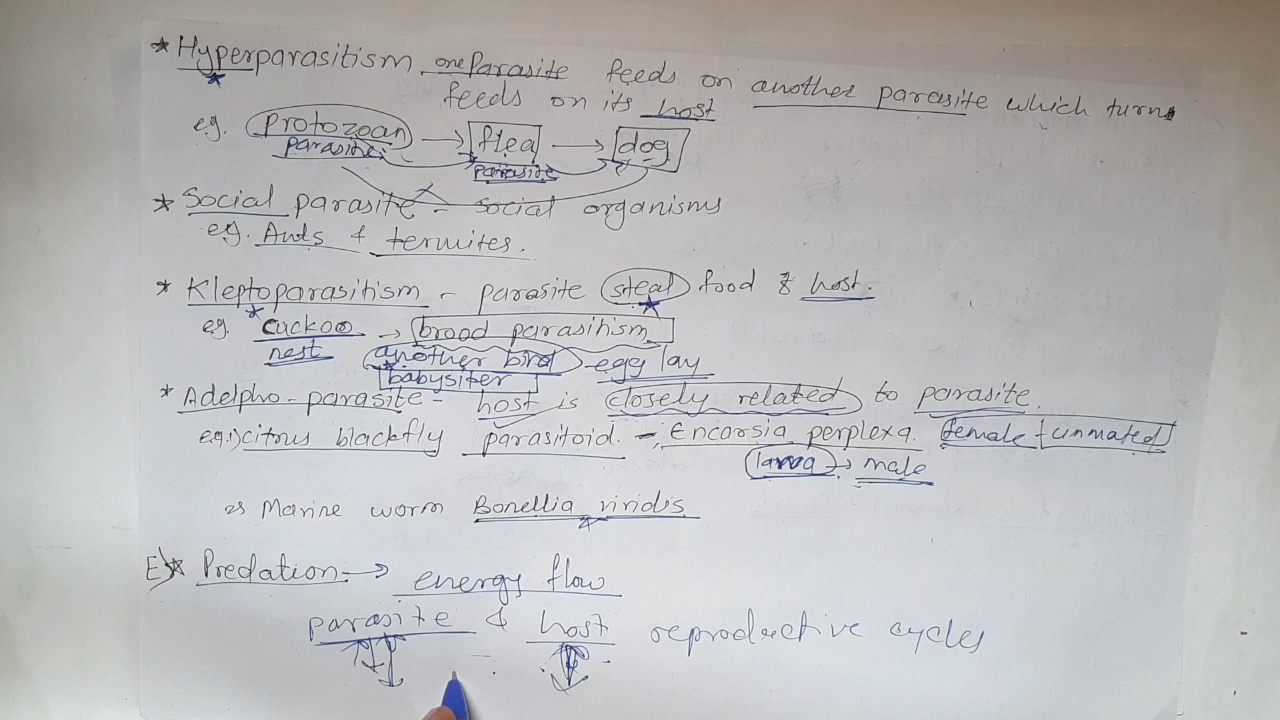 * Hyperparasitism one Parasite feeds on another parasite which turns
feeds on its host
eg. Protozoan → flea → dog
parasite parasite
* Social parasite - social organisms
eg. Ants & termites.
* Kleptoparasitism - parasite steal food & host.
eg. cuckoo → brood parasitism
nest another bird - egg lay
babysiter
* Adelpho-parasite - host is closely related to parasite.
eg. 1) citrus blackfly parasitoid. - Encarsia perplexa. female + unmated
larva → male
2) Marine worm Bonellia viridis
E) * Predation → energy flow
parasite & host reproductive cycles